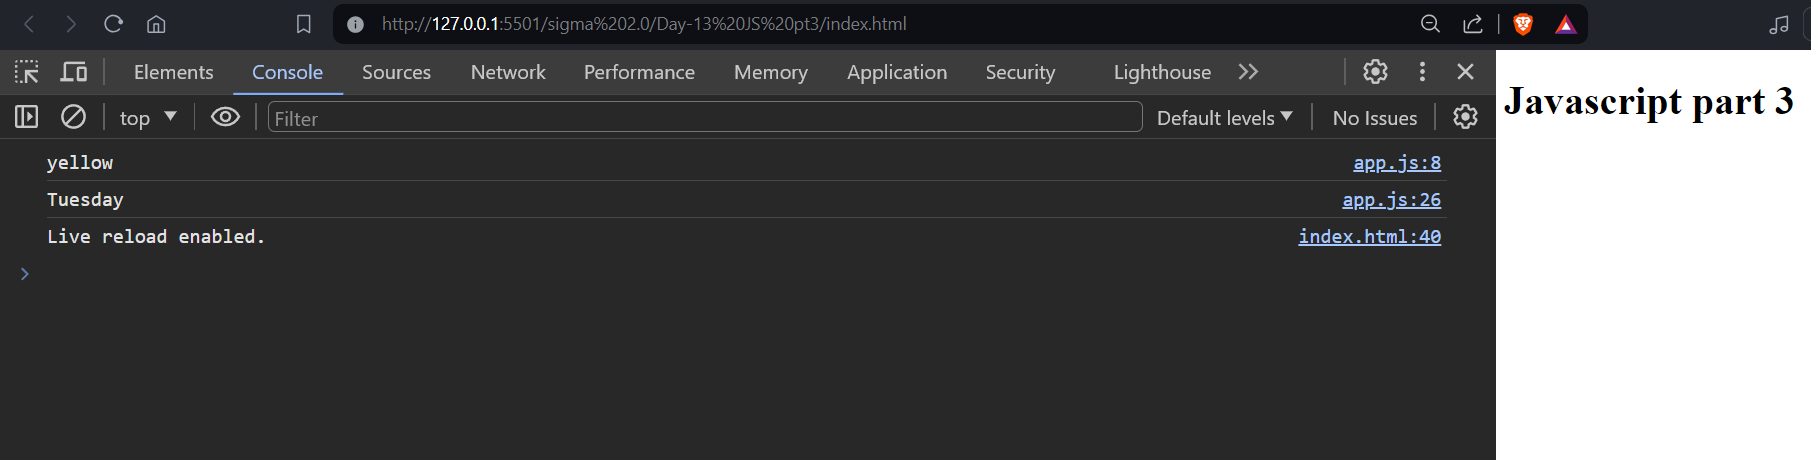 http://127.0.0.1:5501/sigma%202.0/Day-13%20JS%20pt3/index.html
Elements Console Sources Network Performance Memory Application Security Lighthouse
top Filter Default levels No Issues
yellow app.js:8
Tuesday app.js:26
Live reload enabled. index.html:40
Javascript part 3